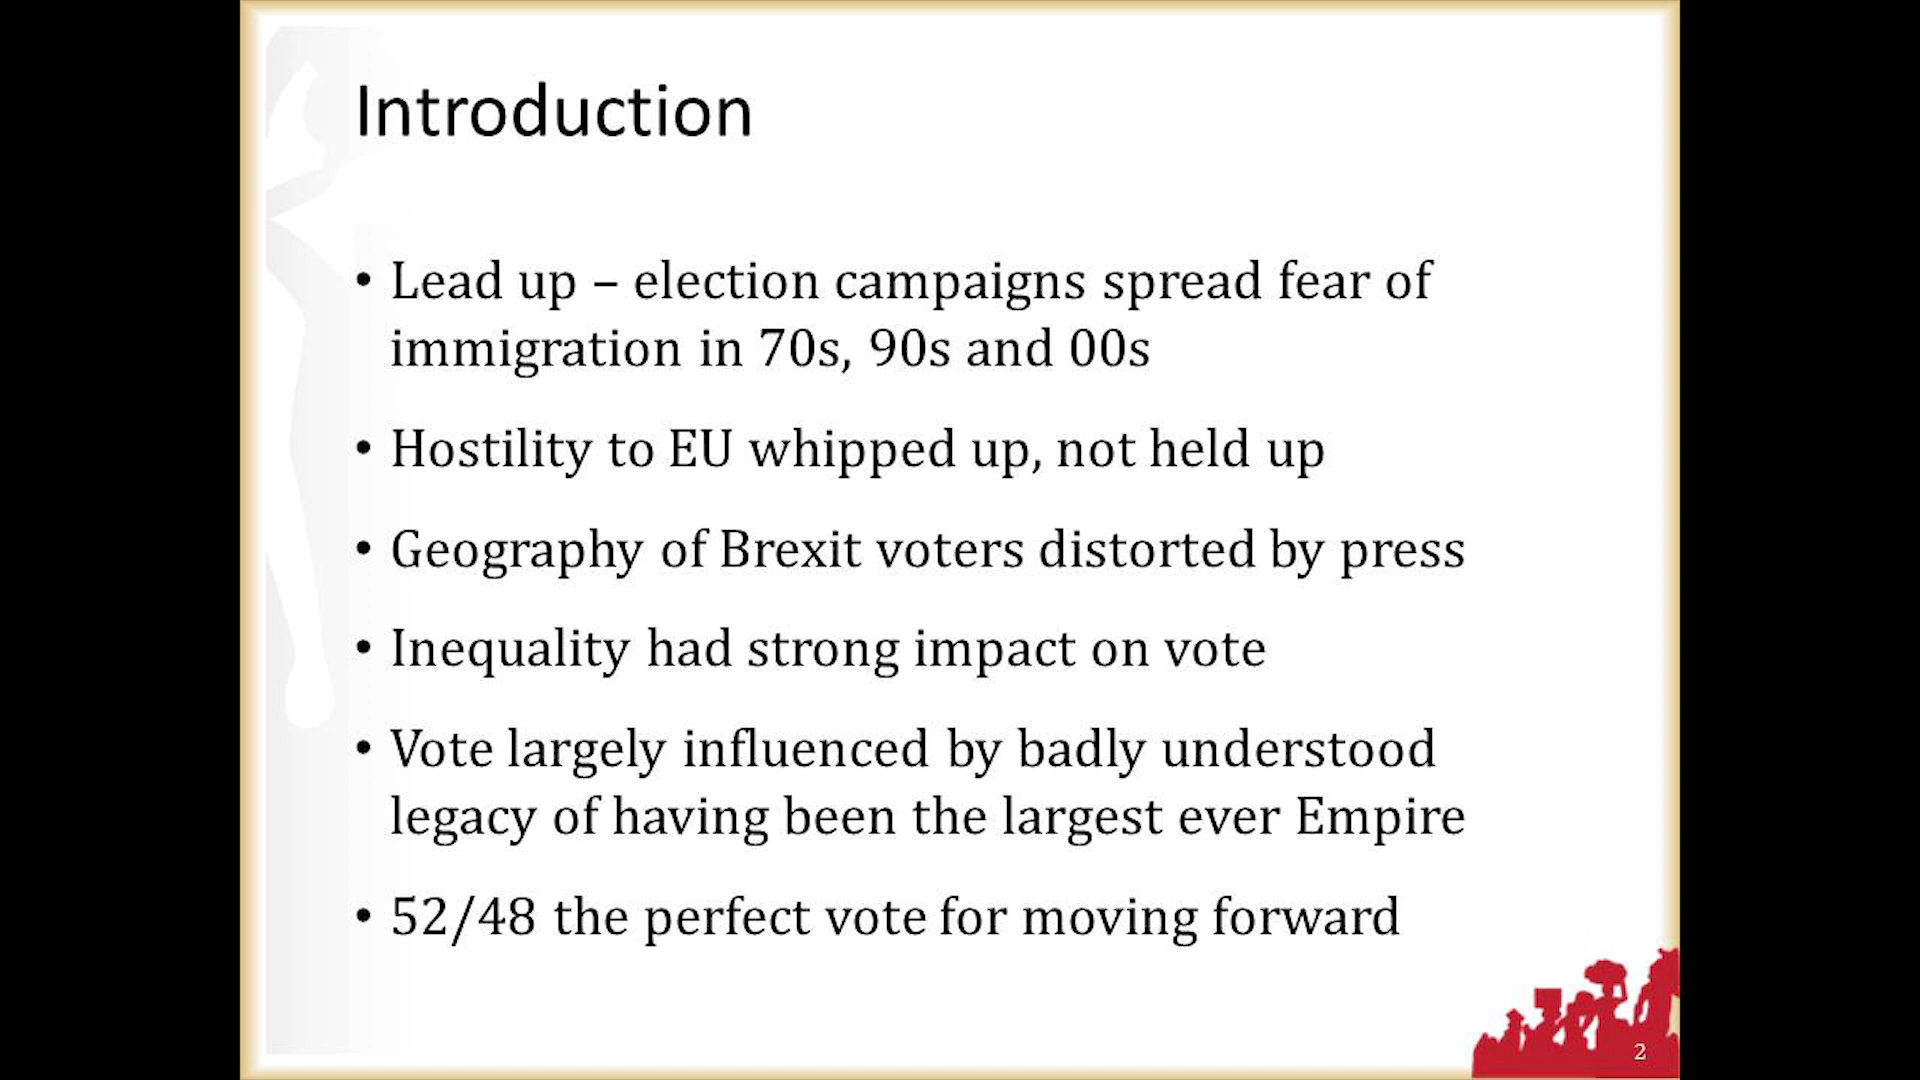 Introduction
• Lead up – election campaigns spread fear of
immigration in 70s, 90s and 00s
• Hostility to EU whipped up, not held up
• Geography of Brexit voters distorted by press
• Inequality had strong impact on vote
• Vote largely influenced by badly understood
legacy of having been the largest ever Empire
• 52/48 the perfect vote for moving forward
2